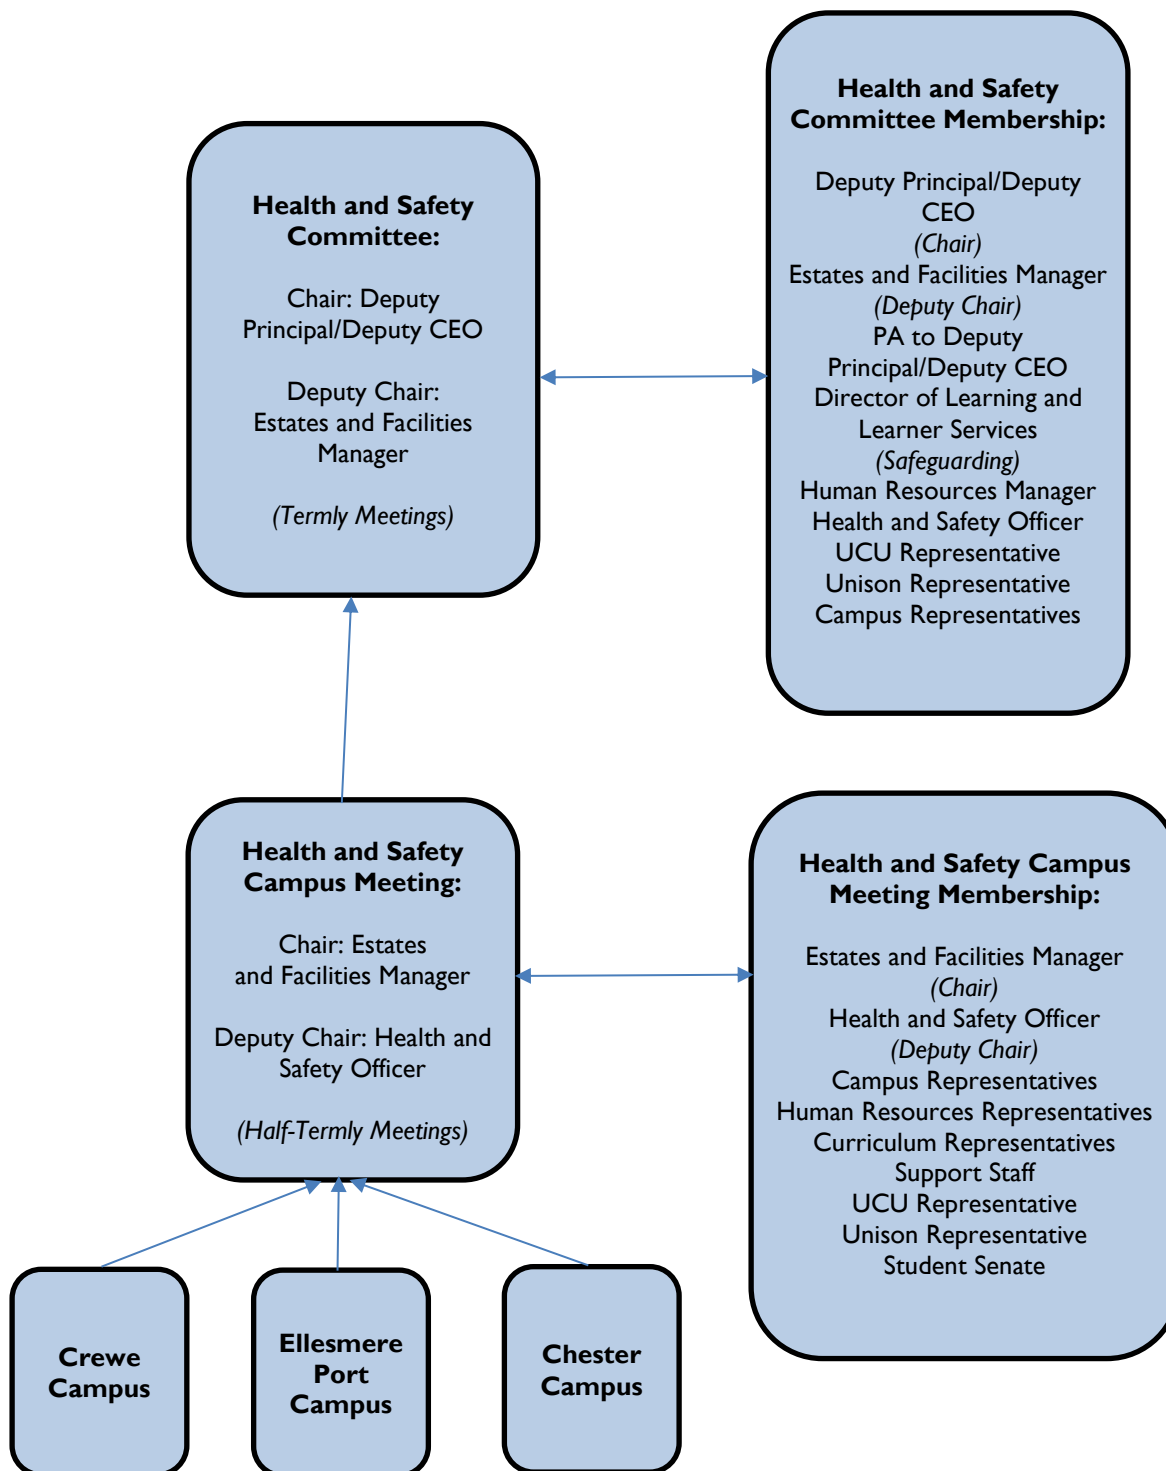 Health and Safety
Committee Membership:
Deputy Principal/Deputy
CEO
(Chair)
Estates and Facilities Manager
(Deputy Chair)
PA to Deputy
Principal/Deputy CEO
Director of Learning and
Learner Services
(Safeguarding)
Human Resources Manager
Health and Safety Officer
UCU Representative
Unison Representative
Campus Representatives
Health and Safety
Committee:
Chair: Deputy
Principal/Deputy CEO
Deputy Chair:
Estates and Facilities
Manager
(Termly Meetings)
Health and Safety
Campus Meeting:
Chair: Estates
and Facilities Manager
Deputy Chair: Health and
Safety Officer
(Half-Termly Meetings)
Health and Safety Campus
Meeting Membership:
Estates and Facilities Manager
(Chair)
Health and Safety Officer
(Deputy Chair)
Campus Representatives
Human Resources Representatives
Curriculum Representatives
Support Staff
UCU Representative
Unison Representative
Student Senate
Crewe
Campus
Ellesmere
Port
Campus
Chester
Campus